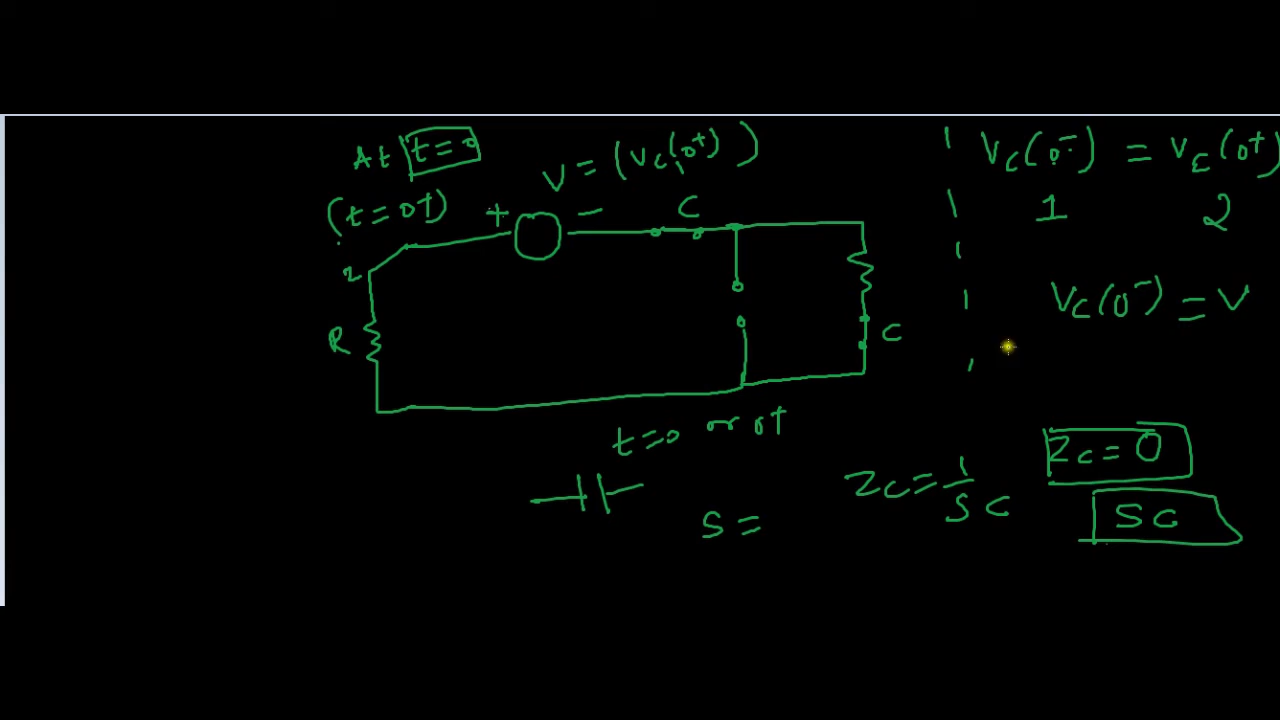 At t=0
V = (Vc(0+))
Vc(0-) = Vc(0+)
(t=0+)
+ -
C
1 2
2
Vc(0-) = V
R
C
t=0 or 0+
Zc=0
Zc=1/SC
SC
S=